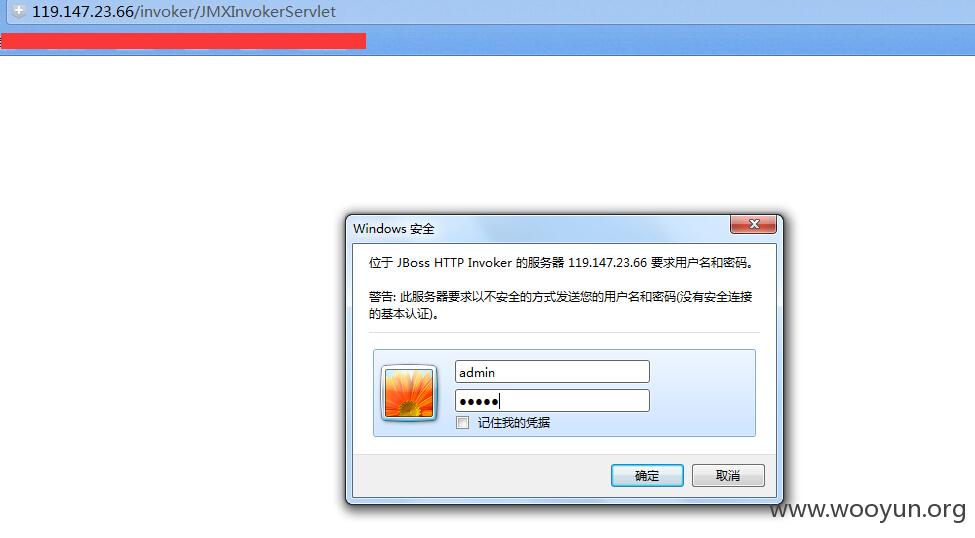 119.147.23.66/invoker/JMXInvokerServlet
Windows 安全
位于 JBoss HTTP Invoker 的服务器 119.147.23.66 要求用户名和密码。
警告: 此服务器要求以不安全的方式发送您的用户名和密码(没有安全连接
的基本认证)。
admin
●●●●●
记住我的凭据
确定
取消
www.wooyun.org